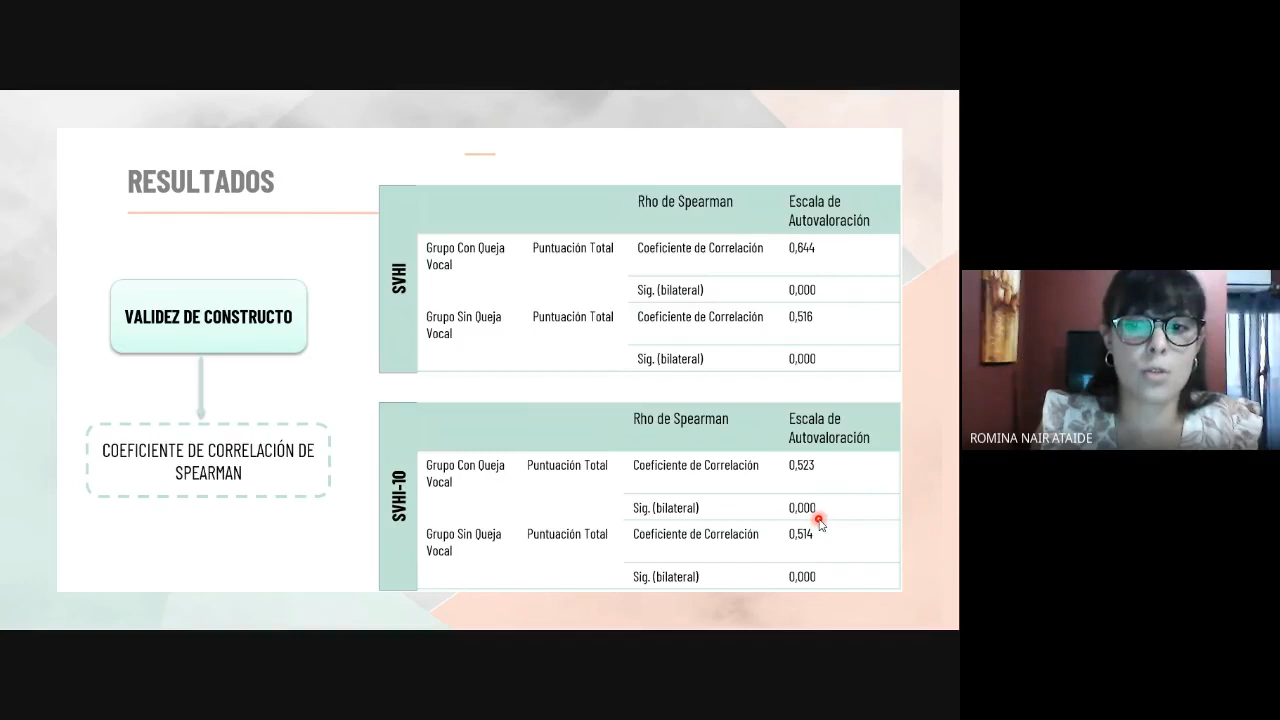 RESULTADOS
VALIDEZ DE CONSTRUCTO
COEFICIENTE DE CORRELACIÓN DE
SPEARMAN
SVHI
Rho de Spearman
Escala de
Autovaloración
Grupo Con Queja
Vocal
Puntuación Total
Coeficiente de Correlación
0,644
Sig. (bilateral)
0,000
Grupo Sin Queja
Vocal
Puntuación Total
Coeficiente de Correlación
0,516
Sig. (bilateral)
0,000
SVHI-10
Rho de Spearman
Escala de
Autovaloración
Grupo Con Queja
Vocal
Puntuación Total
Coeficiente de Correlación
0,523
Sig. (bilateral)
0,000
Grupo Sin Queja
Vocal
Puntuación Total
Coeficiente de Correlación
0,514
Sig. (bilateral)
0,000
ROMINA NAIR ATAIDE